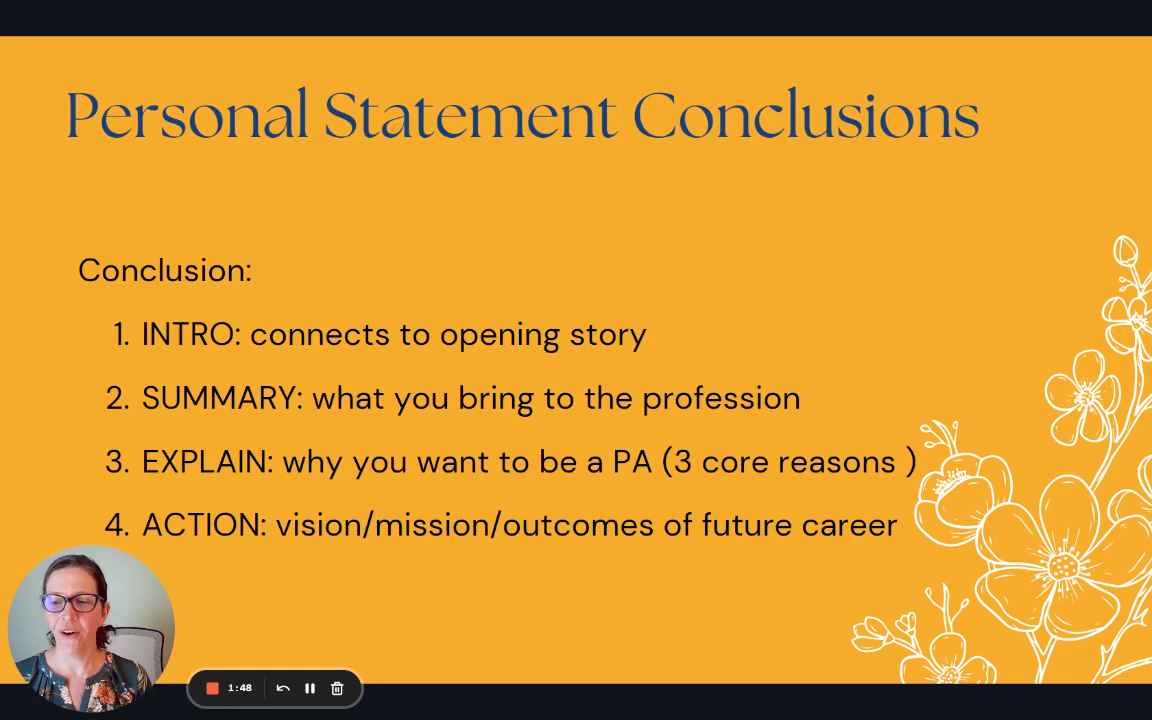 Personal Statement Conclusions
Conclusion:
1. INTRO: connects to opening story
2. SUMMARY: what you bring to the profession
3. EXPLAIN: why you want to be a PA (3 core reasons )
4. ACTION: vision/mission/outcomes of future career
1:48